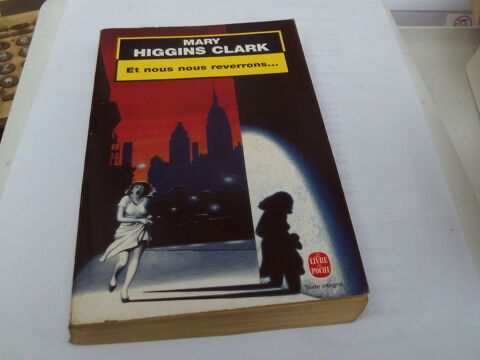 MARY
HIGGINS CLARK
Et nous nous reverrons...
LE LIVRE
DE POCHE
Texte intégral